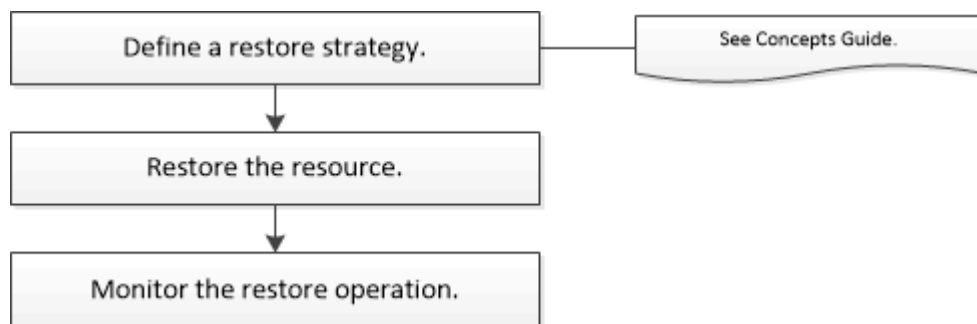 Define a restore strategy.
See Concepts Guide.
Restore the resource.
Monitor the restore operation.